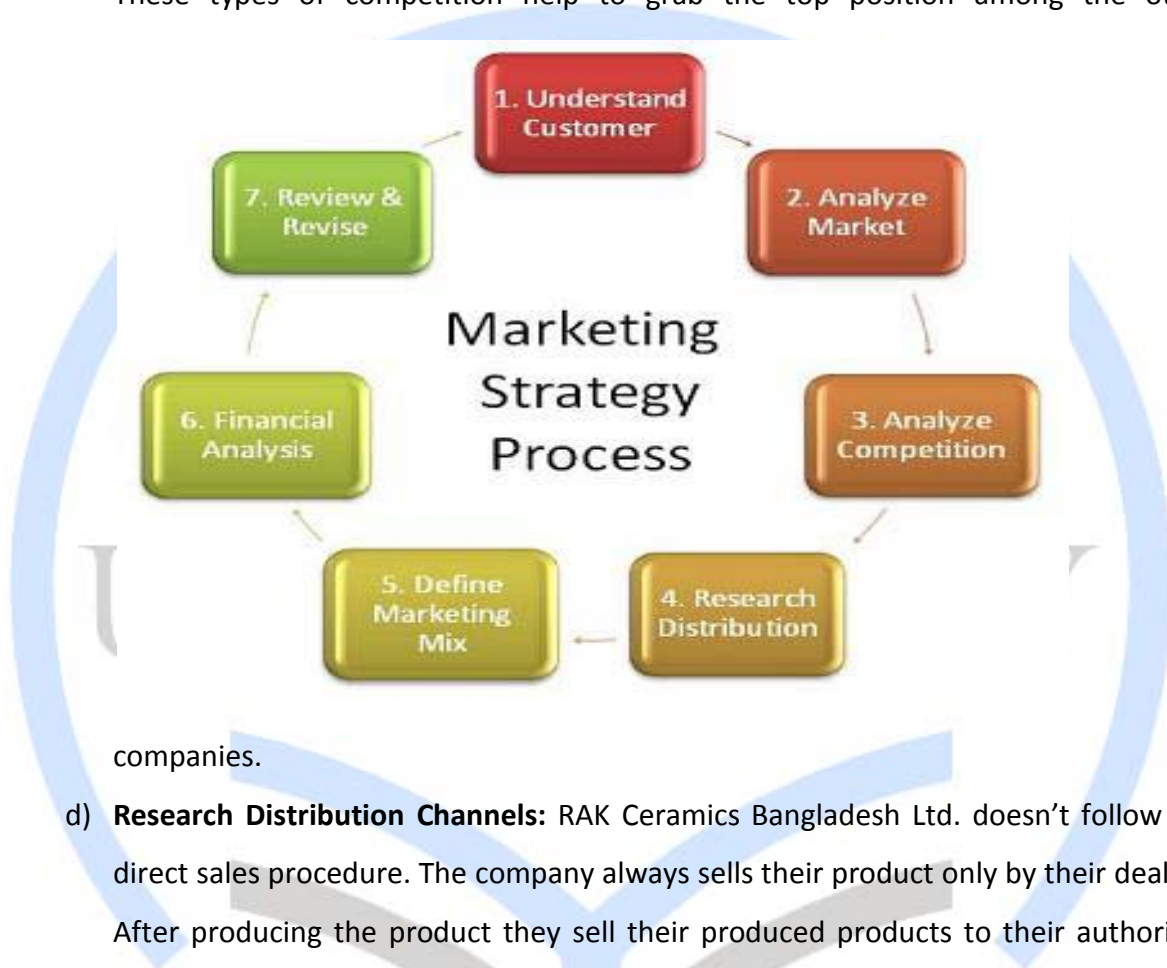 These types of competition help to grab the top position among the
1. Understand
Customer
2. Analyze
Market
3. Analyze
Competition
4. Research
Distribution
5. Define
Marketing
Mix
6. Financial
Analysis
7. Review &
Revise
Marketing
Strategy
Process
companies.
d) Research Distribution Channels: RAK Ceramics Bangladesh Ltd. doesn’t follow
direct sales procedure. The company always sells their product only by their
After producing the product they sell their produced products to their